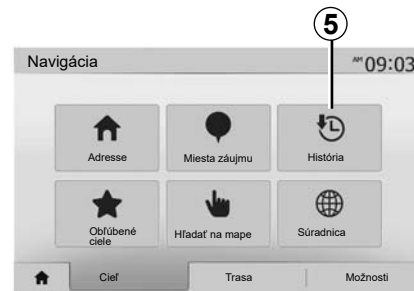 5
Navigácia
AM 09:03
Adresse
Miesta záujmu
História
Obľúbené
ciele
Hľadať na mape
Súradnica
Cieľ
Trasa
Možnosti